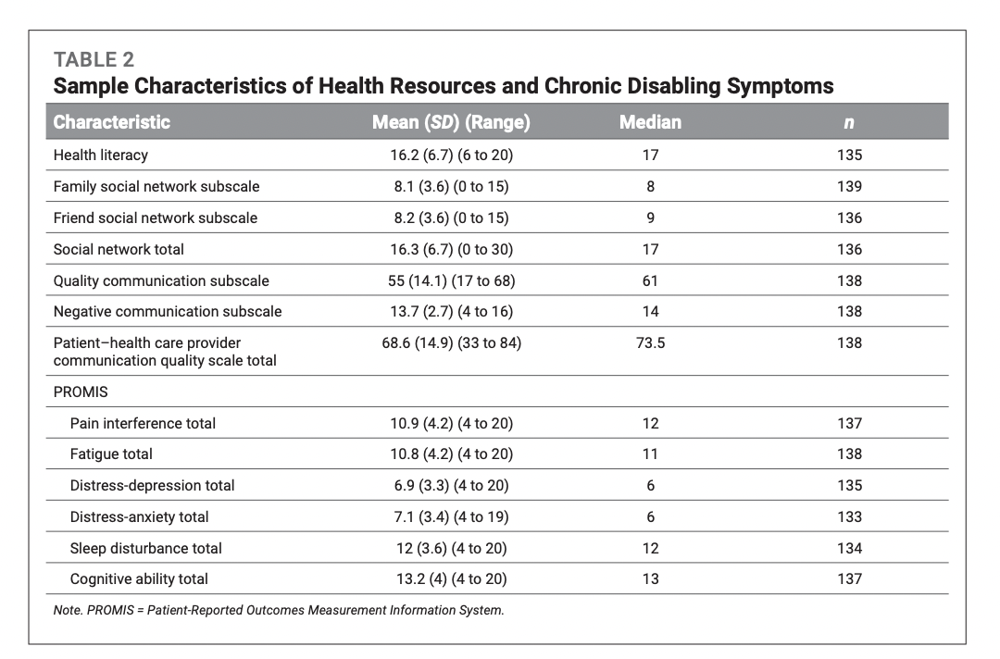 TABLE 2
Sample Characteristics of Health Resources and Chronic Disabling Symptoms
Characteristic Mean (SD) (Range) Median n
Health literacy 16.2 (6.7) (6 to 20) 17 135
Family social network subscale 8.1 (3.6) (0 to 15) 8 139
Friend social network subscale 8.2 (3.6) (0 to 15) 9 136
Social network total 16.3 (6.7) (0 to 30) 17 136
Quality communication subscale 55 (14.1) (17 to 68) 61 138
Negative communication subscale 13.7 (2.7) (4 to 16) 14 138
Patient–health care provider 68.6 (14.9) (33 to 84) 73.5 138
communication quality scale total
PROMIS
Pain interference total 10.9 (4.2) (4 to 20) 12 137
Fatigue total 10.8 (4.2) (4 to 20) 11 138
Distress-depression total 6.9 (3.3) (4 to 20) 6 135
Distress-anxiety total 7.1 (3.4) (4 to 19) 6 133
Sleep disturbance total 12 (3.6) (4 to 20) 12 134
Cognitive ability total 13.2 (4) (4 to 20) 13 137
Note. PROMIS = Patient-Reported Outcomes Measurement Information System.